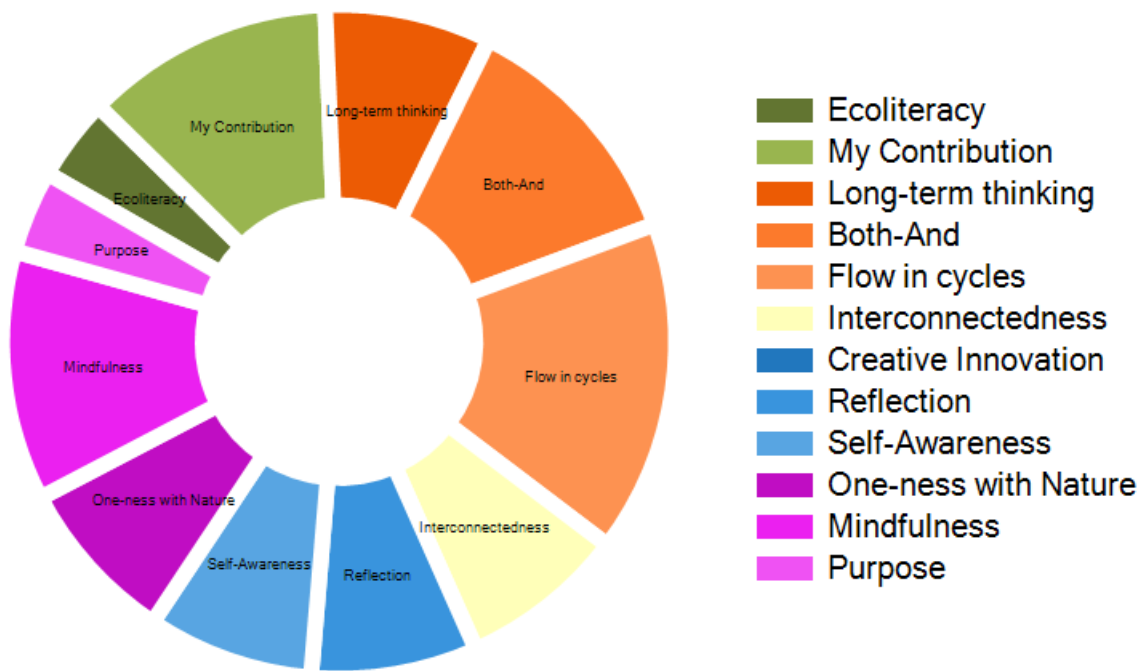 My Contribution
Long-term thinking
Both-And
Ecoliteracy
Purpose
Mindfulness
Flow in cycles
One-ness with Nature
Interconnectedness
Self-Awareness
Reflection
Ecoliteracy
My Contribution
Long-term thinking
Both-And
Flow in cycles
Interconnectedness
Creative Innovation
Reflection
Self-Awareness
One-ness with Nature
Mindfulness
Purpose